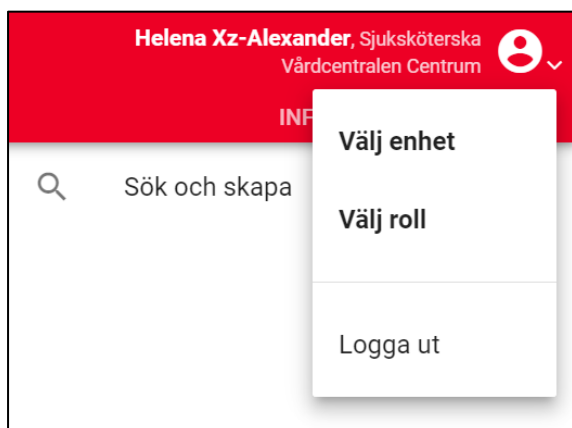 Helena Xz-Alexander, Sjuksköterska
Vårdcentralen Centrum
INF
Välj enhet
Sök och skapa
Välj roll
Logga ut